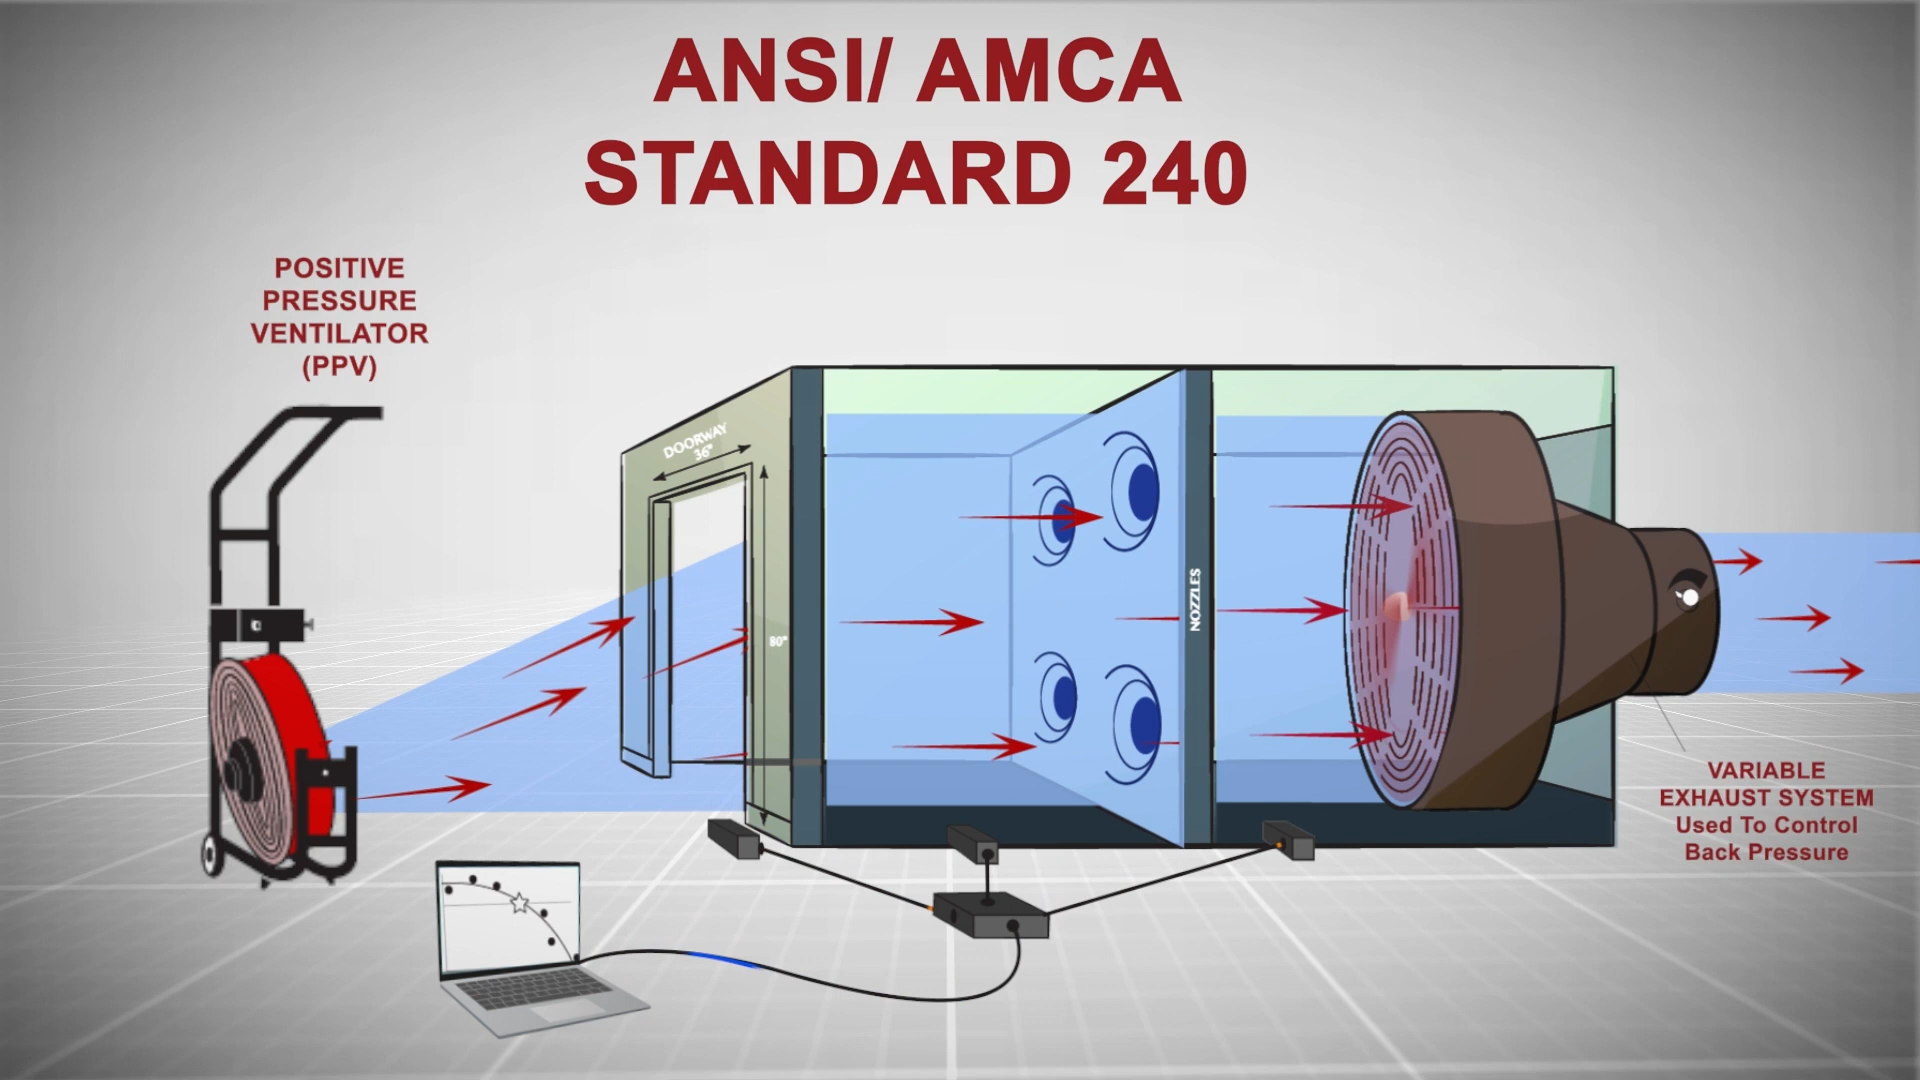 ANSI/ AMCA
STANDARD 240
POSITIVE
PRESSURE
VENTILATOR
(PPV)
DOORWAY
36"
80"
NOZZLES
VARIABLE
EXHAUST SYSTEM
Used To Control
Back Pressure